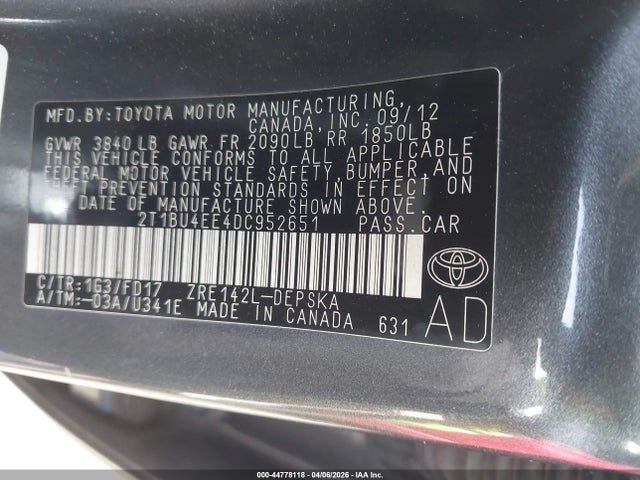 MFD.BY:TOYOTA MOTOR MANUFACTURING,
CANADA, INC. 09/12
GVWR 3840LB GAWR FR 2090LB RR 1850LB
THIS VEHICLE CONFORMS TO ALL APPLICABLE
FEDERAL MOTOR VEHICLE SAFETY, BUMPER, AND
THEFT PREVENTION STANDARDS IN EFFECT ON
THE DATE OF MANUFACTURE SHOWN ABOVE.
2T1BU4EE4DC952651 PASS.CAR
C/TR:1G3/FD17 ZRE142L-DEPSKA
A/TM:-03A/U341E MADE IN CANADA 631
AD
000-44778118 - 04/06/2026 - IAA Inc.